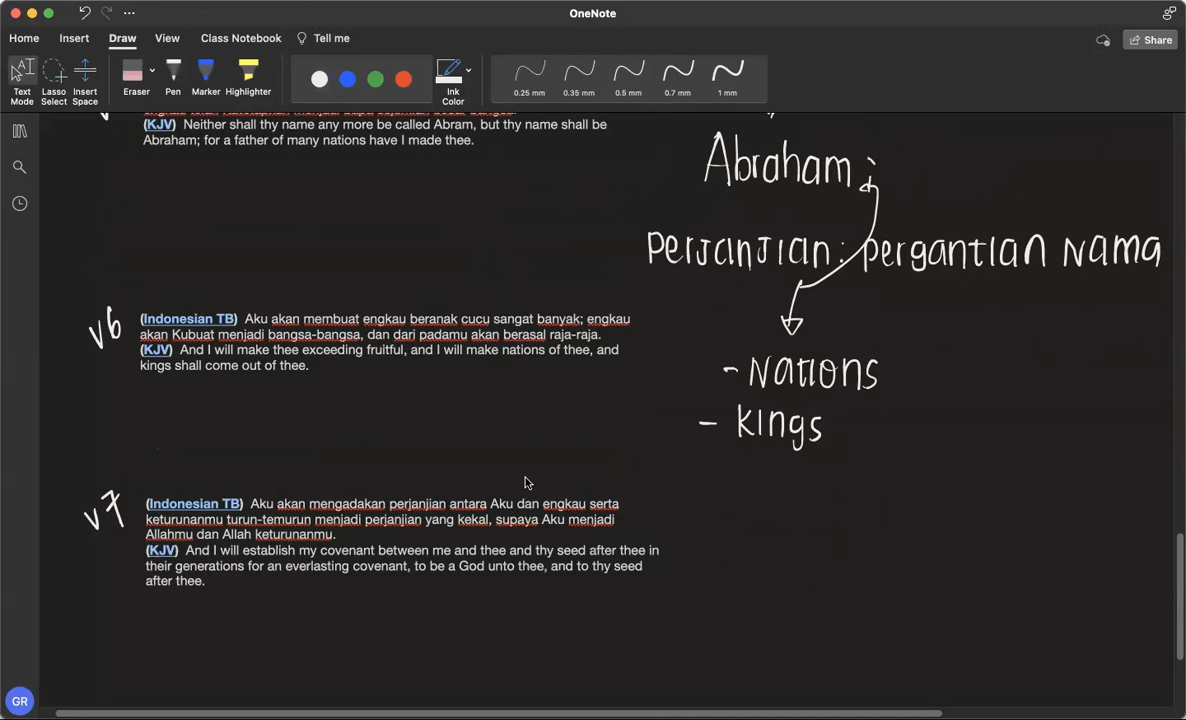 OneNote
Home Insert Draw View Class Notebook Tell me
Share
Text Mode
Lasso Select
Insert Space
Eraser
Pen
Marker
Highlighter
Ink Color
0.25 mm 0.35 mm 0.5 mm 0.7 mm 1 mm
(KJV) Neither shall thy name any more be called Abram, but thy name shall be
Abraham; for a father of many nations have I made thee.
Abraham ;
Perjanjian : pergantian Nama
v6
(Indonesian TB) Aku akan membuat engkau beranak cucu sangat banyak; engkau
akan Kubuat menjadi bangsa-bangsa, dan dari padamu akan berasal raja-raja.
(KJV) And I will make thee exceeding fruitful, and I will make nations of thee, and
kings shall come out of thee.
- Nations
- Kings
v7
(Indonesian TB) Aku akan mengadakan perjanjian antara Aku dan engkau serta
keturunanmu turun-temurun menjadi perjanjian yang kekal, supaya Aku menjadi
Allahmu dan Allah keturunanmu.
(KJV) And I will establish my covenant between me and thee and thy seed after thee in
their generations for an everlasting covenant, to be a God unto thee, and to thy seed
after thee.
GR